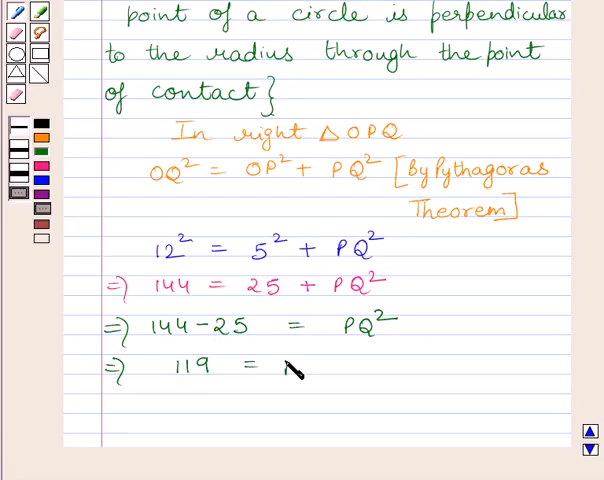 point of a circle is perpendicular
to the radius through the point
of contact}
In right △ OPQ
OQ² = OP² + PQ² [By Pythagoras
Theorem]
12² = 5² + PQ²
⇒) 144 = 25 + PQ²
⇒) 144 - 25 = PQ²
⇒) 119 =